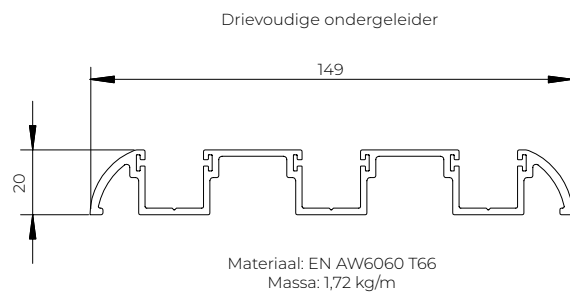 Drievoudige ondergeleider
149
20
Materiaal: EN AW6060 T66
Massa: 1,72 kg/m